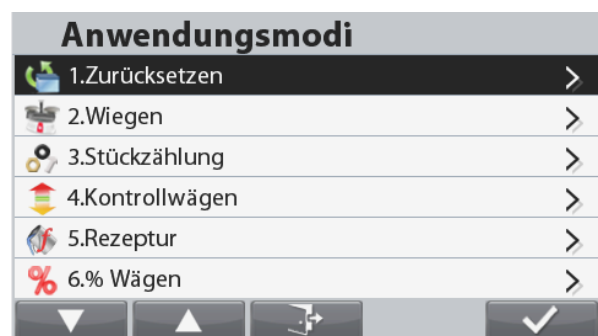 Anwendungsmodi
1.Zurücksetzen
2.Wiegen
3.Stückzählung
4.Kontrollwägen
5.Rezeptur
6.% Wägen